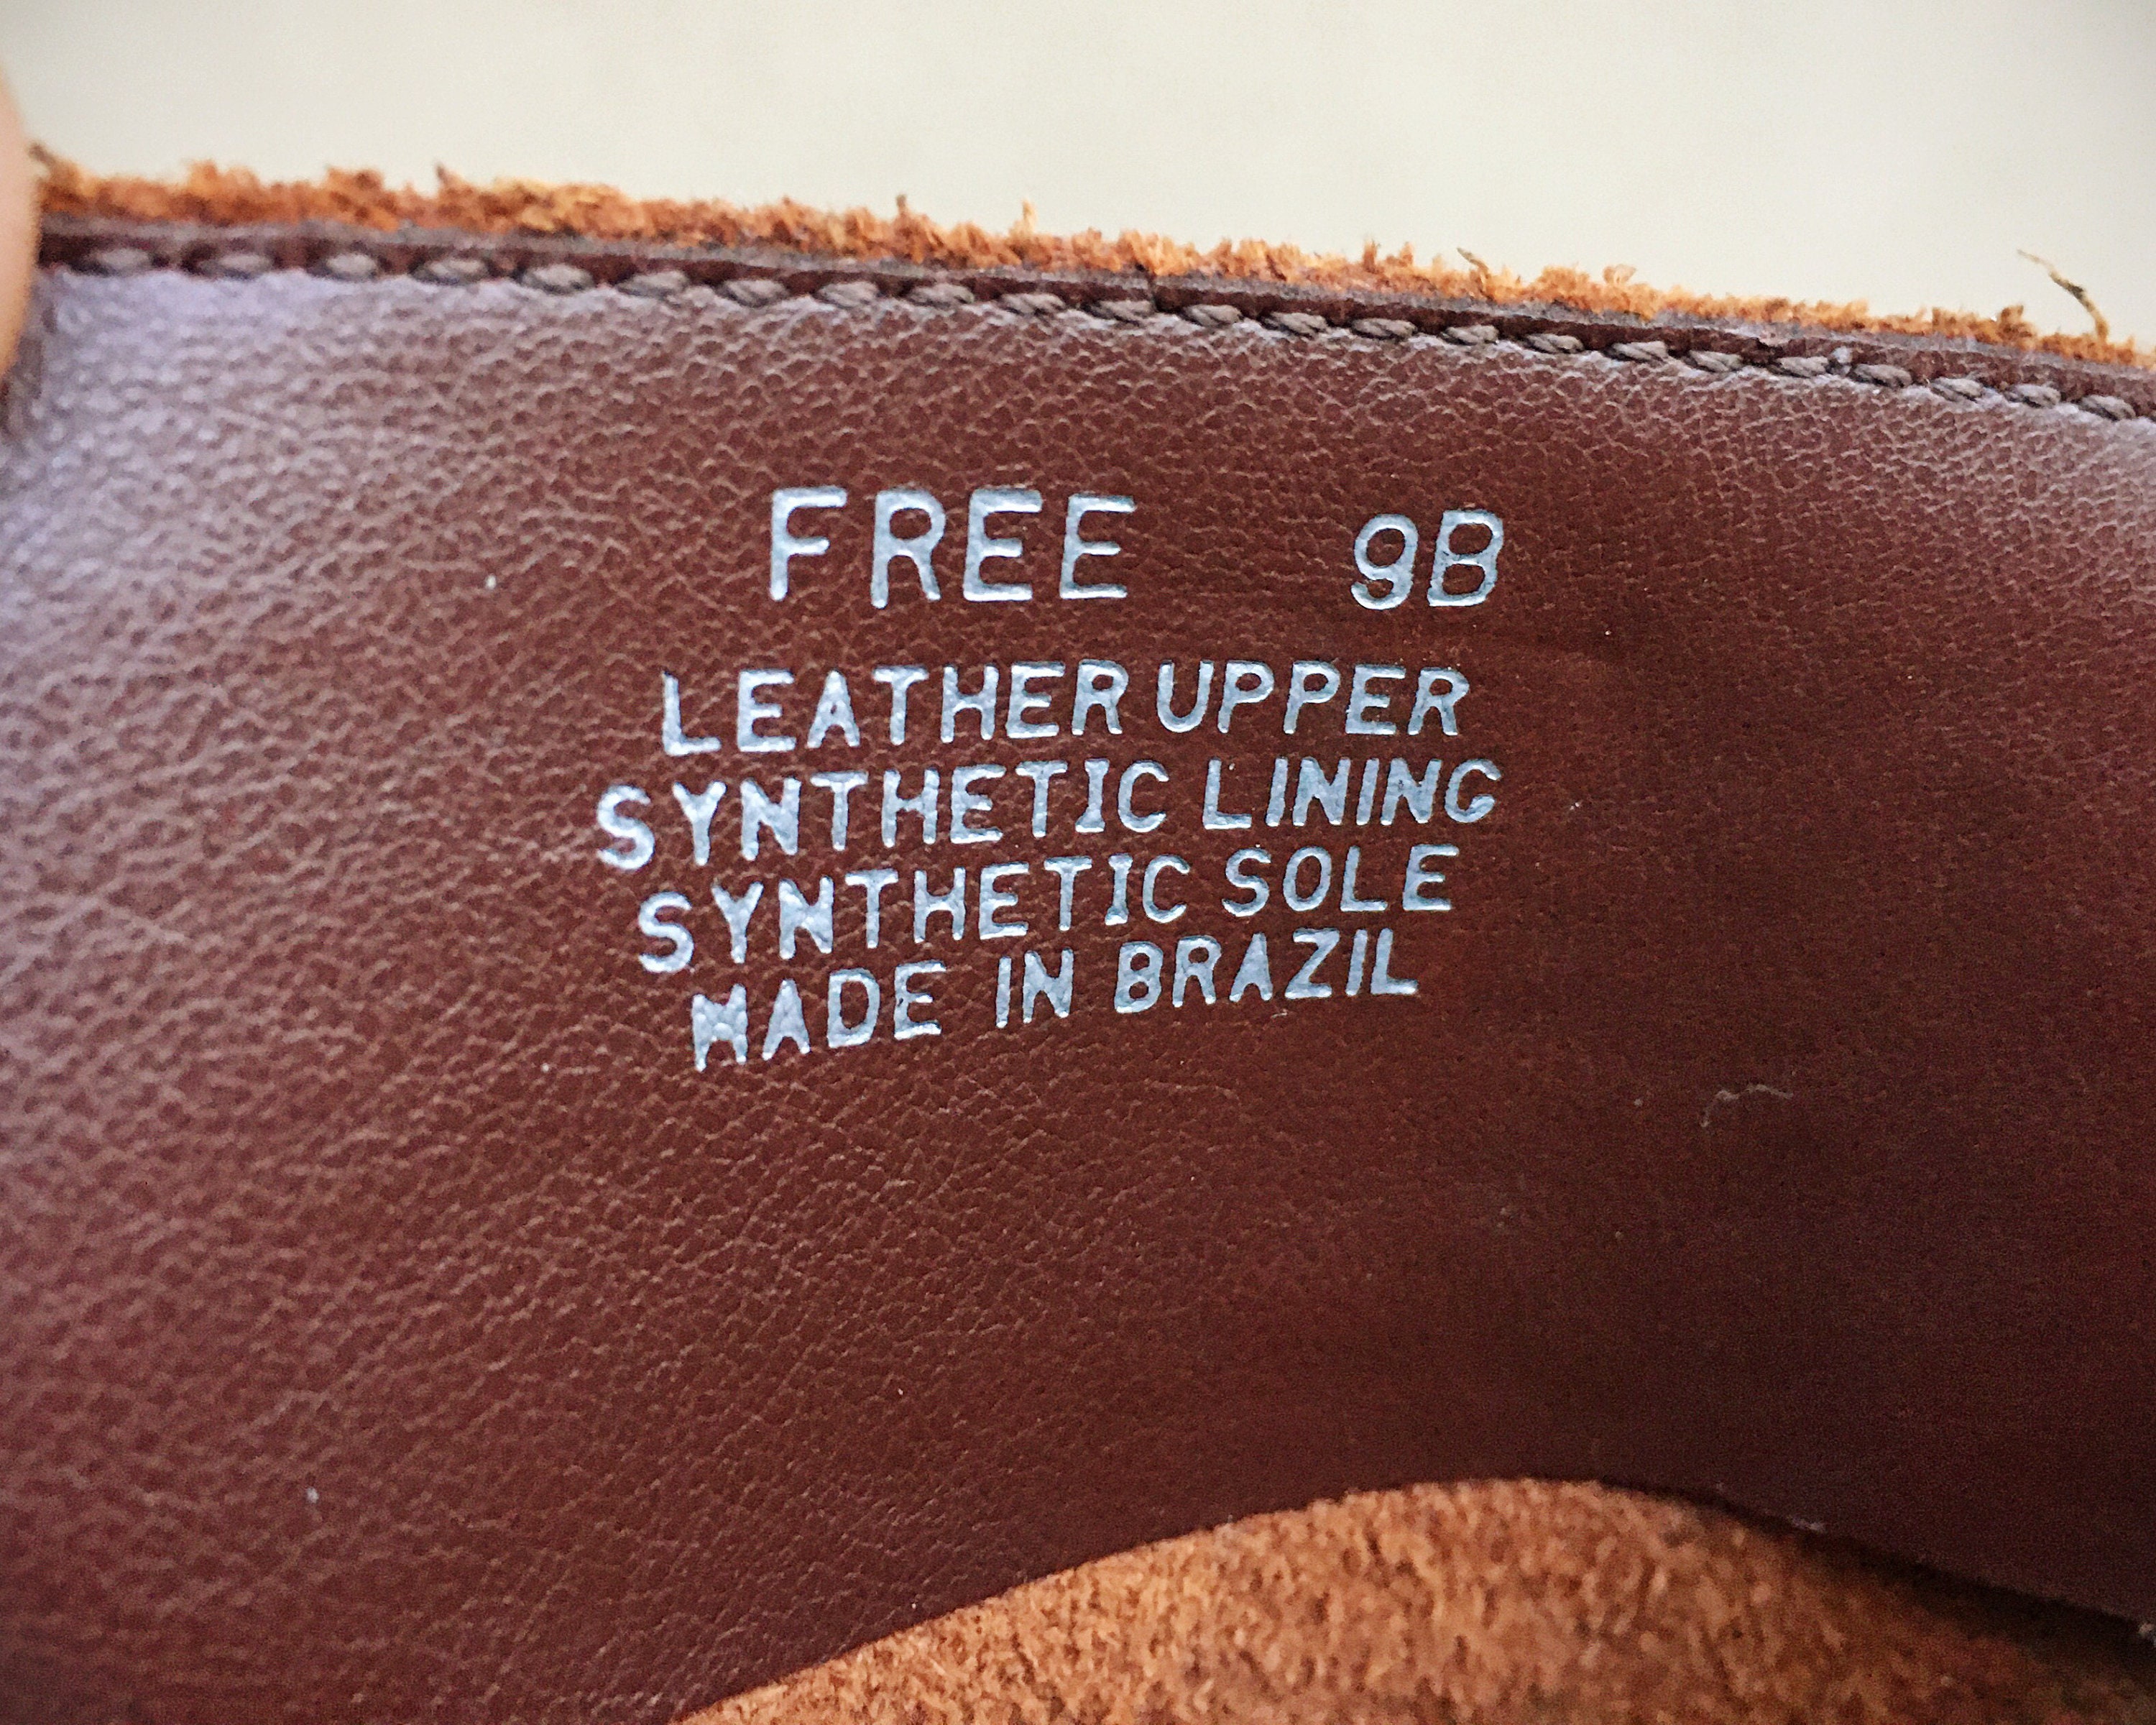 FREE 9B
LEATHER UPPER
SYNTHETIC LINING
SYNTHETIC SOLE
MADE IN BRAZIL